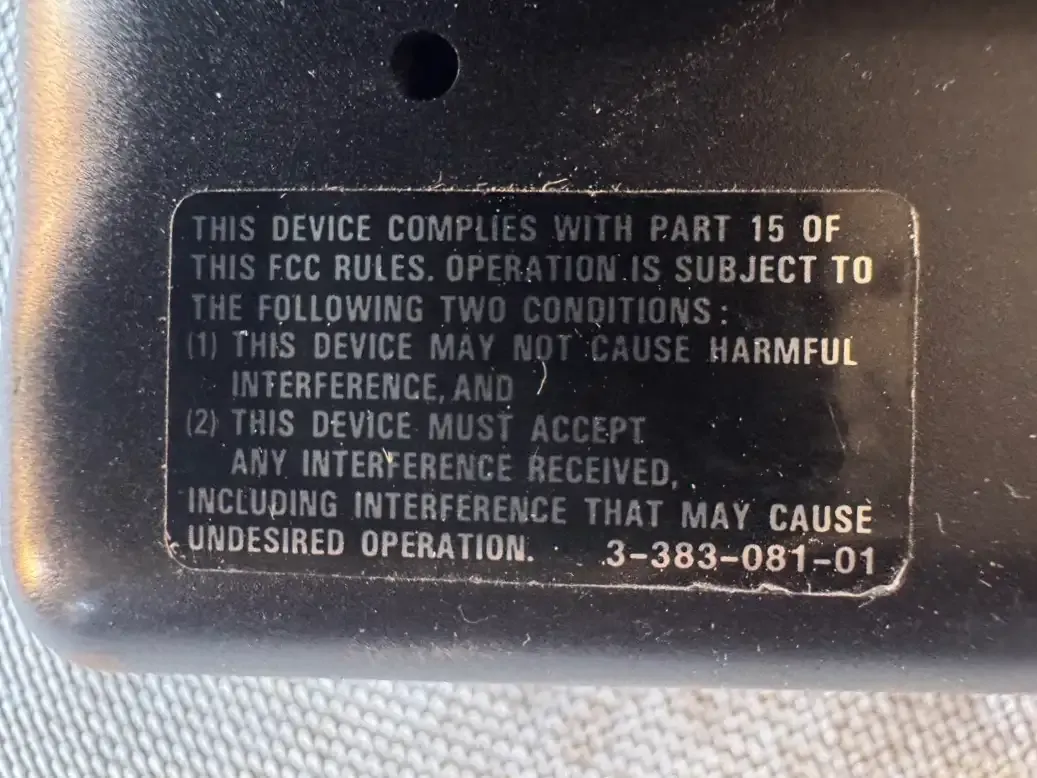 THIS DEVICE COMPLIES WITH PART 15 OF
THIS FCC RULES. OPERATION IS SUBJECT TO
THE FOLLOWING TWO CONDITIONS:
(1) THIS DEVICE MAY NOT CAUSE HARMFUL
INTERFERENCE, AND
(2) THIS DEVICE MUST ACCEPT
ANY INTERFERENCE RECEIVED,
INCLUDING INTERFERENCE THAT MAY CAUSE
UNDESIRED OPERATION. 3-383-081-01